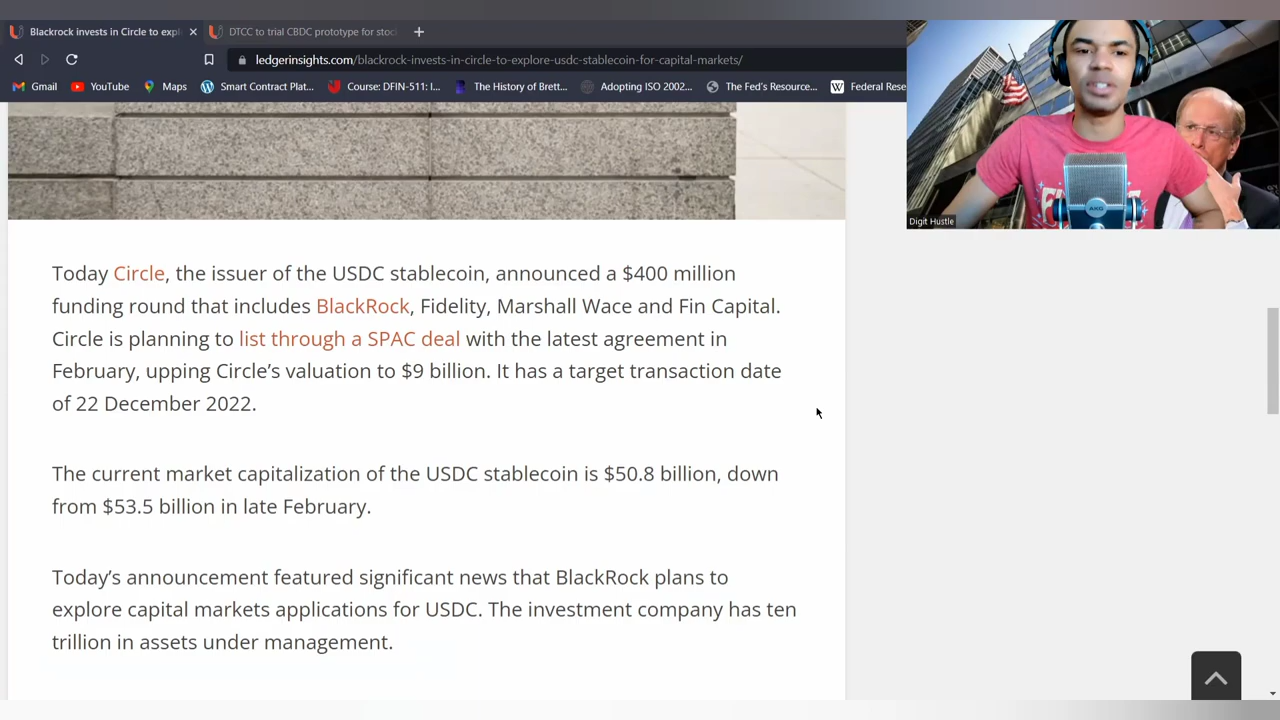 Blackrock invests in Circle to expl
DTCC to trial CBDC prototype for stoc
ledgerinsights.com/blackrock-invests-in-circle-to-explore-usdc-stablecoin-for-capital-markets/
Gmail
YouTube
Maps
Smart Contract Plat...
Course: DFIN-511: I...
The History of Brett...
Adopting ISO 2002...
The Fed's Resource...
Federal Rese
AKG
Digit Hustle
Today Circle, the issuer of the USDC stablecoin, announced a $400 million
funding round that includes BlackRock, Fidelity, Marshall Wace and Fin Capital.
Circle is planning to list through a SPAC deal with the latest agreement in
February, upping Circle’s valuation to $9 billion. It has a target transaction date
of 22 December 2022.
The current market capitalization of the USDC stablecoin is $50.8 billion, down
from $53.5 billion in late February.
Today’s announcement featured significant news that BlackRock plans to
explore capital markets applications for USDC. The investment company has ten
trillion in assets under management.